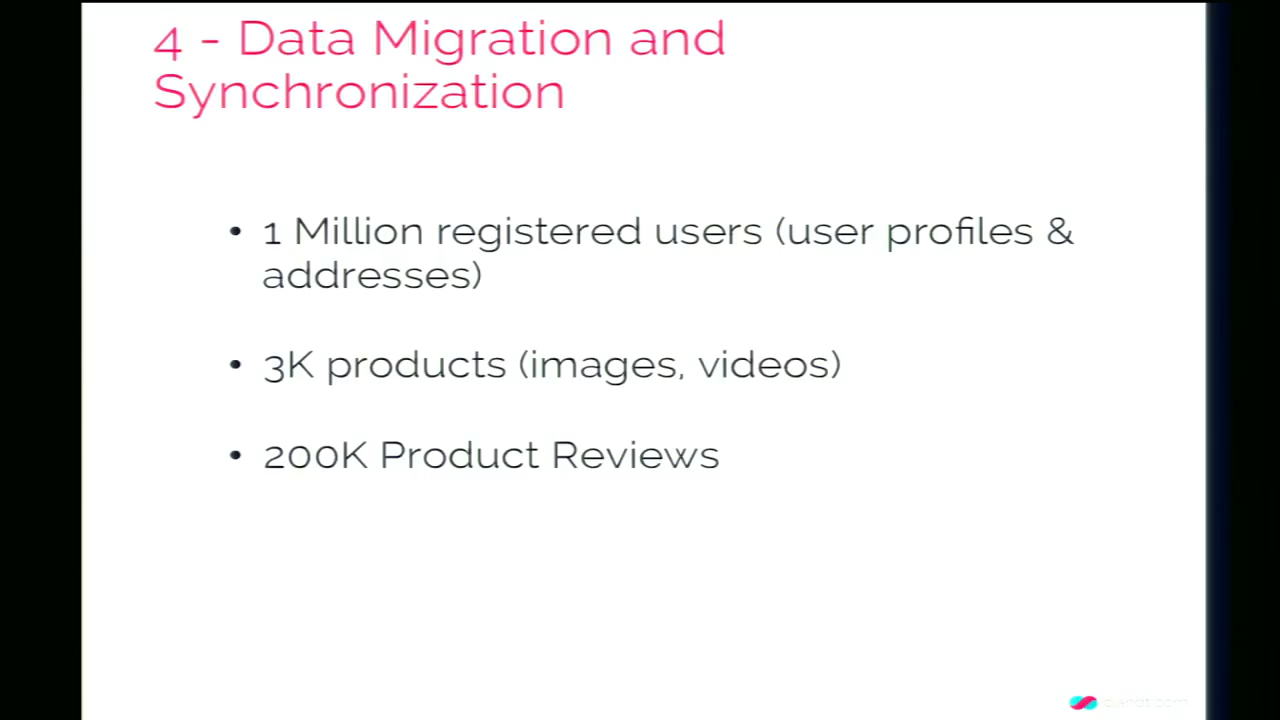 4 - Data Migration and
Synchronization
• 1 Million registered users (user profiles &
addresses)
• 3K products (images, videos)
• 200K Product Reviews